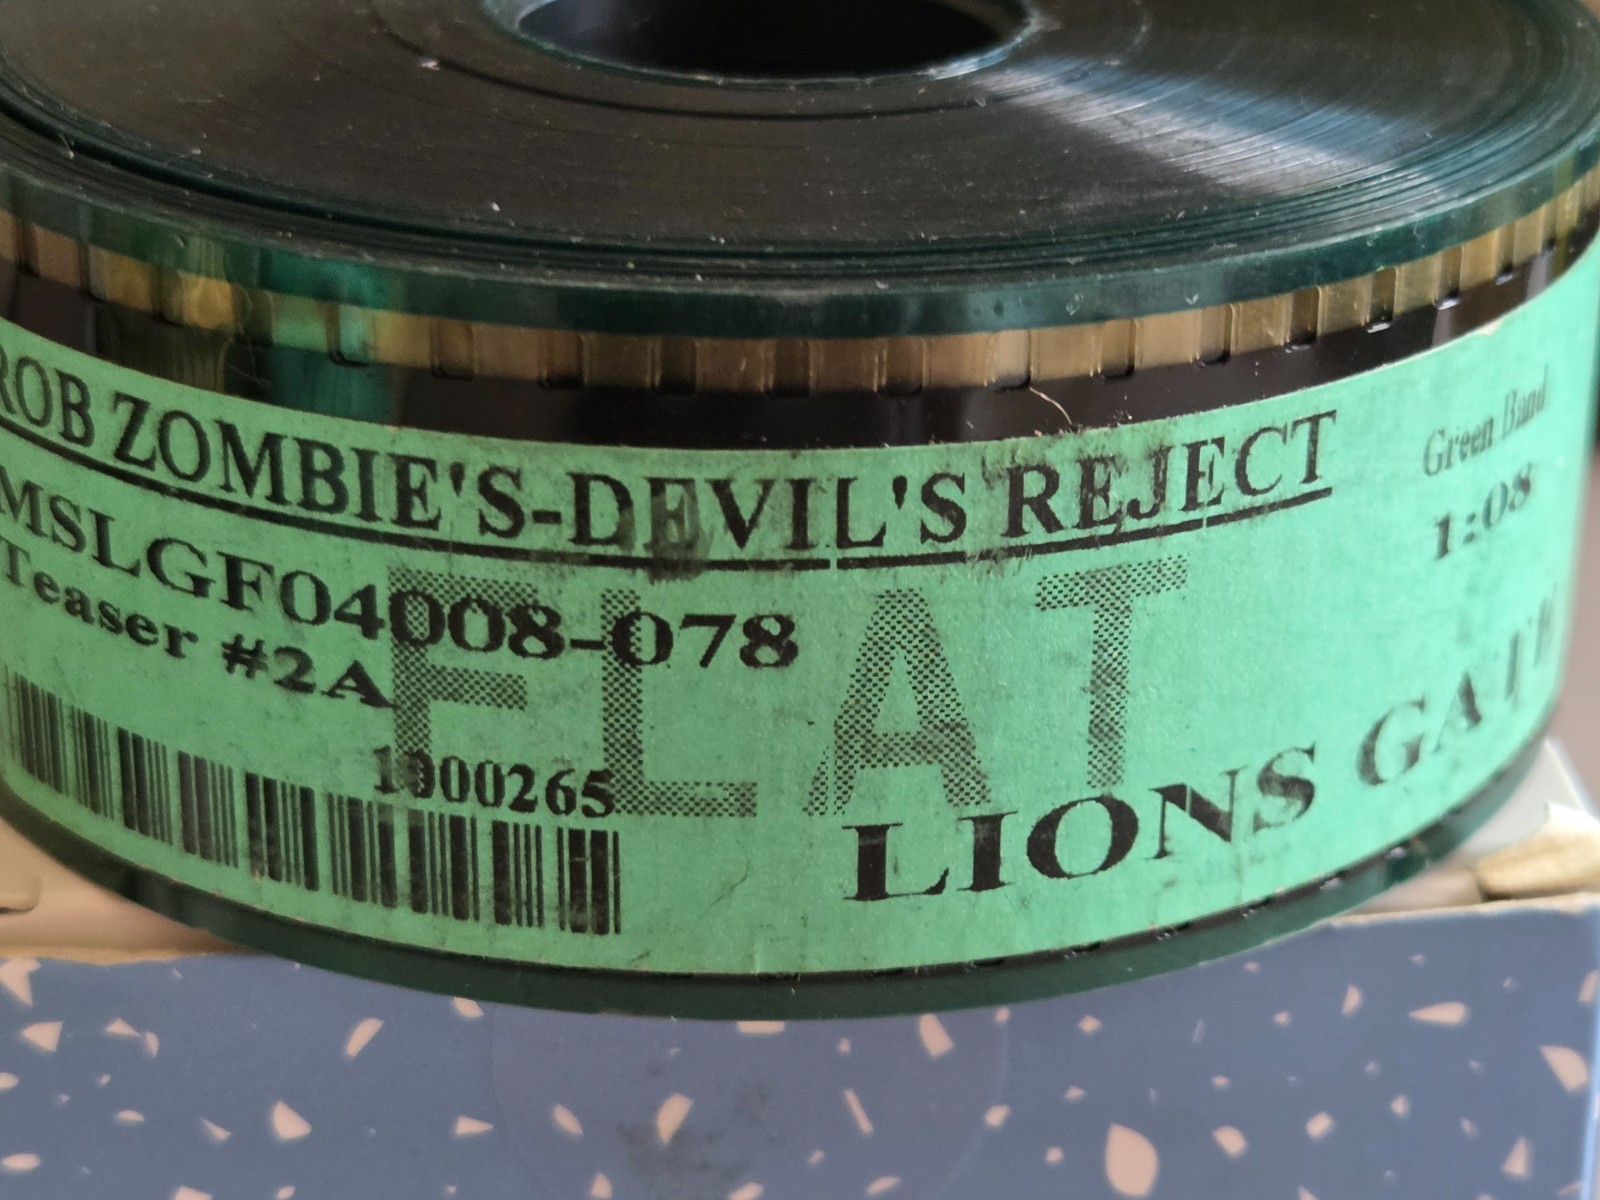 ROB ZOMBIE'S-DEVIL'S REJECT
Green Band
1:08
MSLGF04008-078
Teaser #2A
FLAT
1000265
LIONS GATE